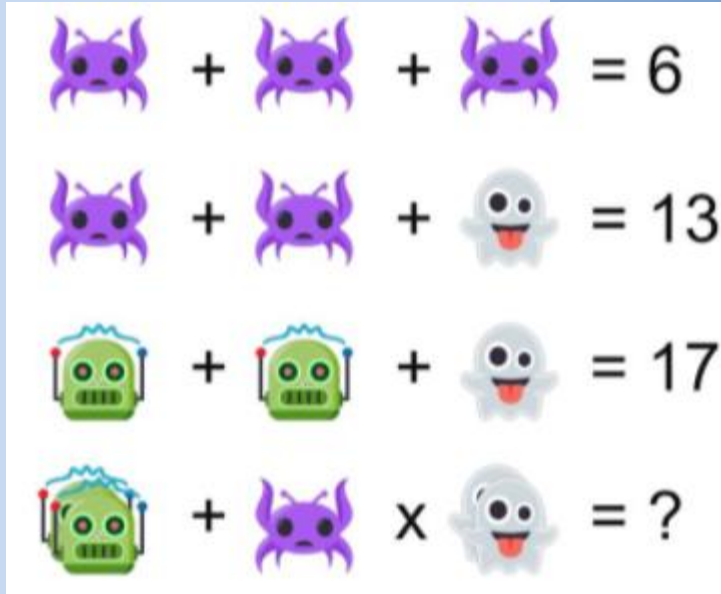 + + = 6
+ + = 13
+ + = 17
+ x = ?